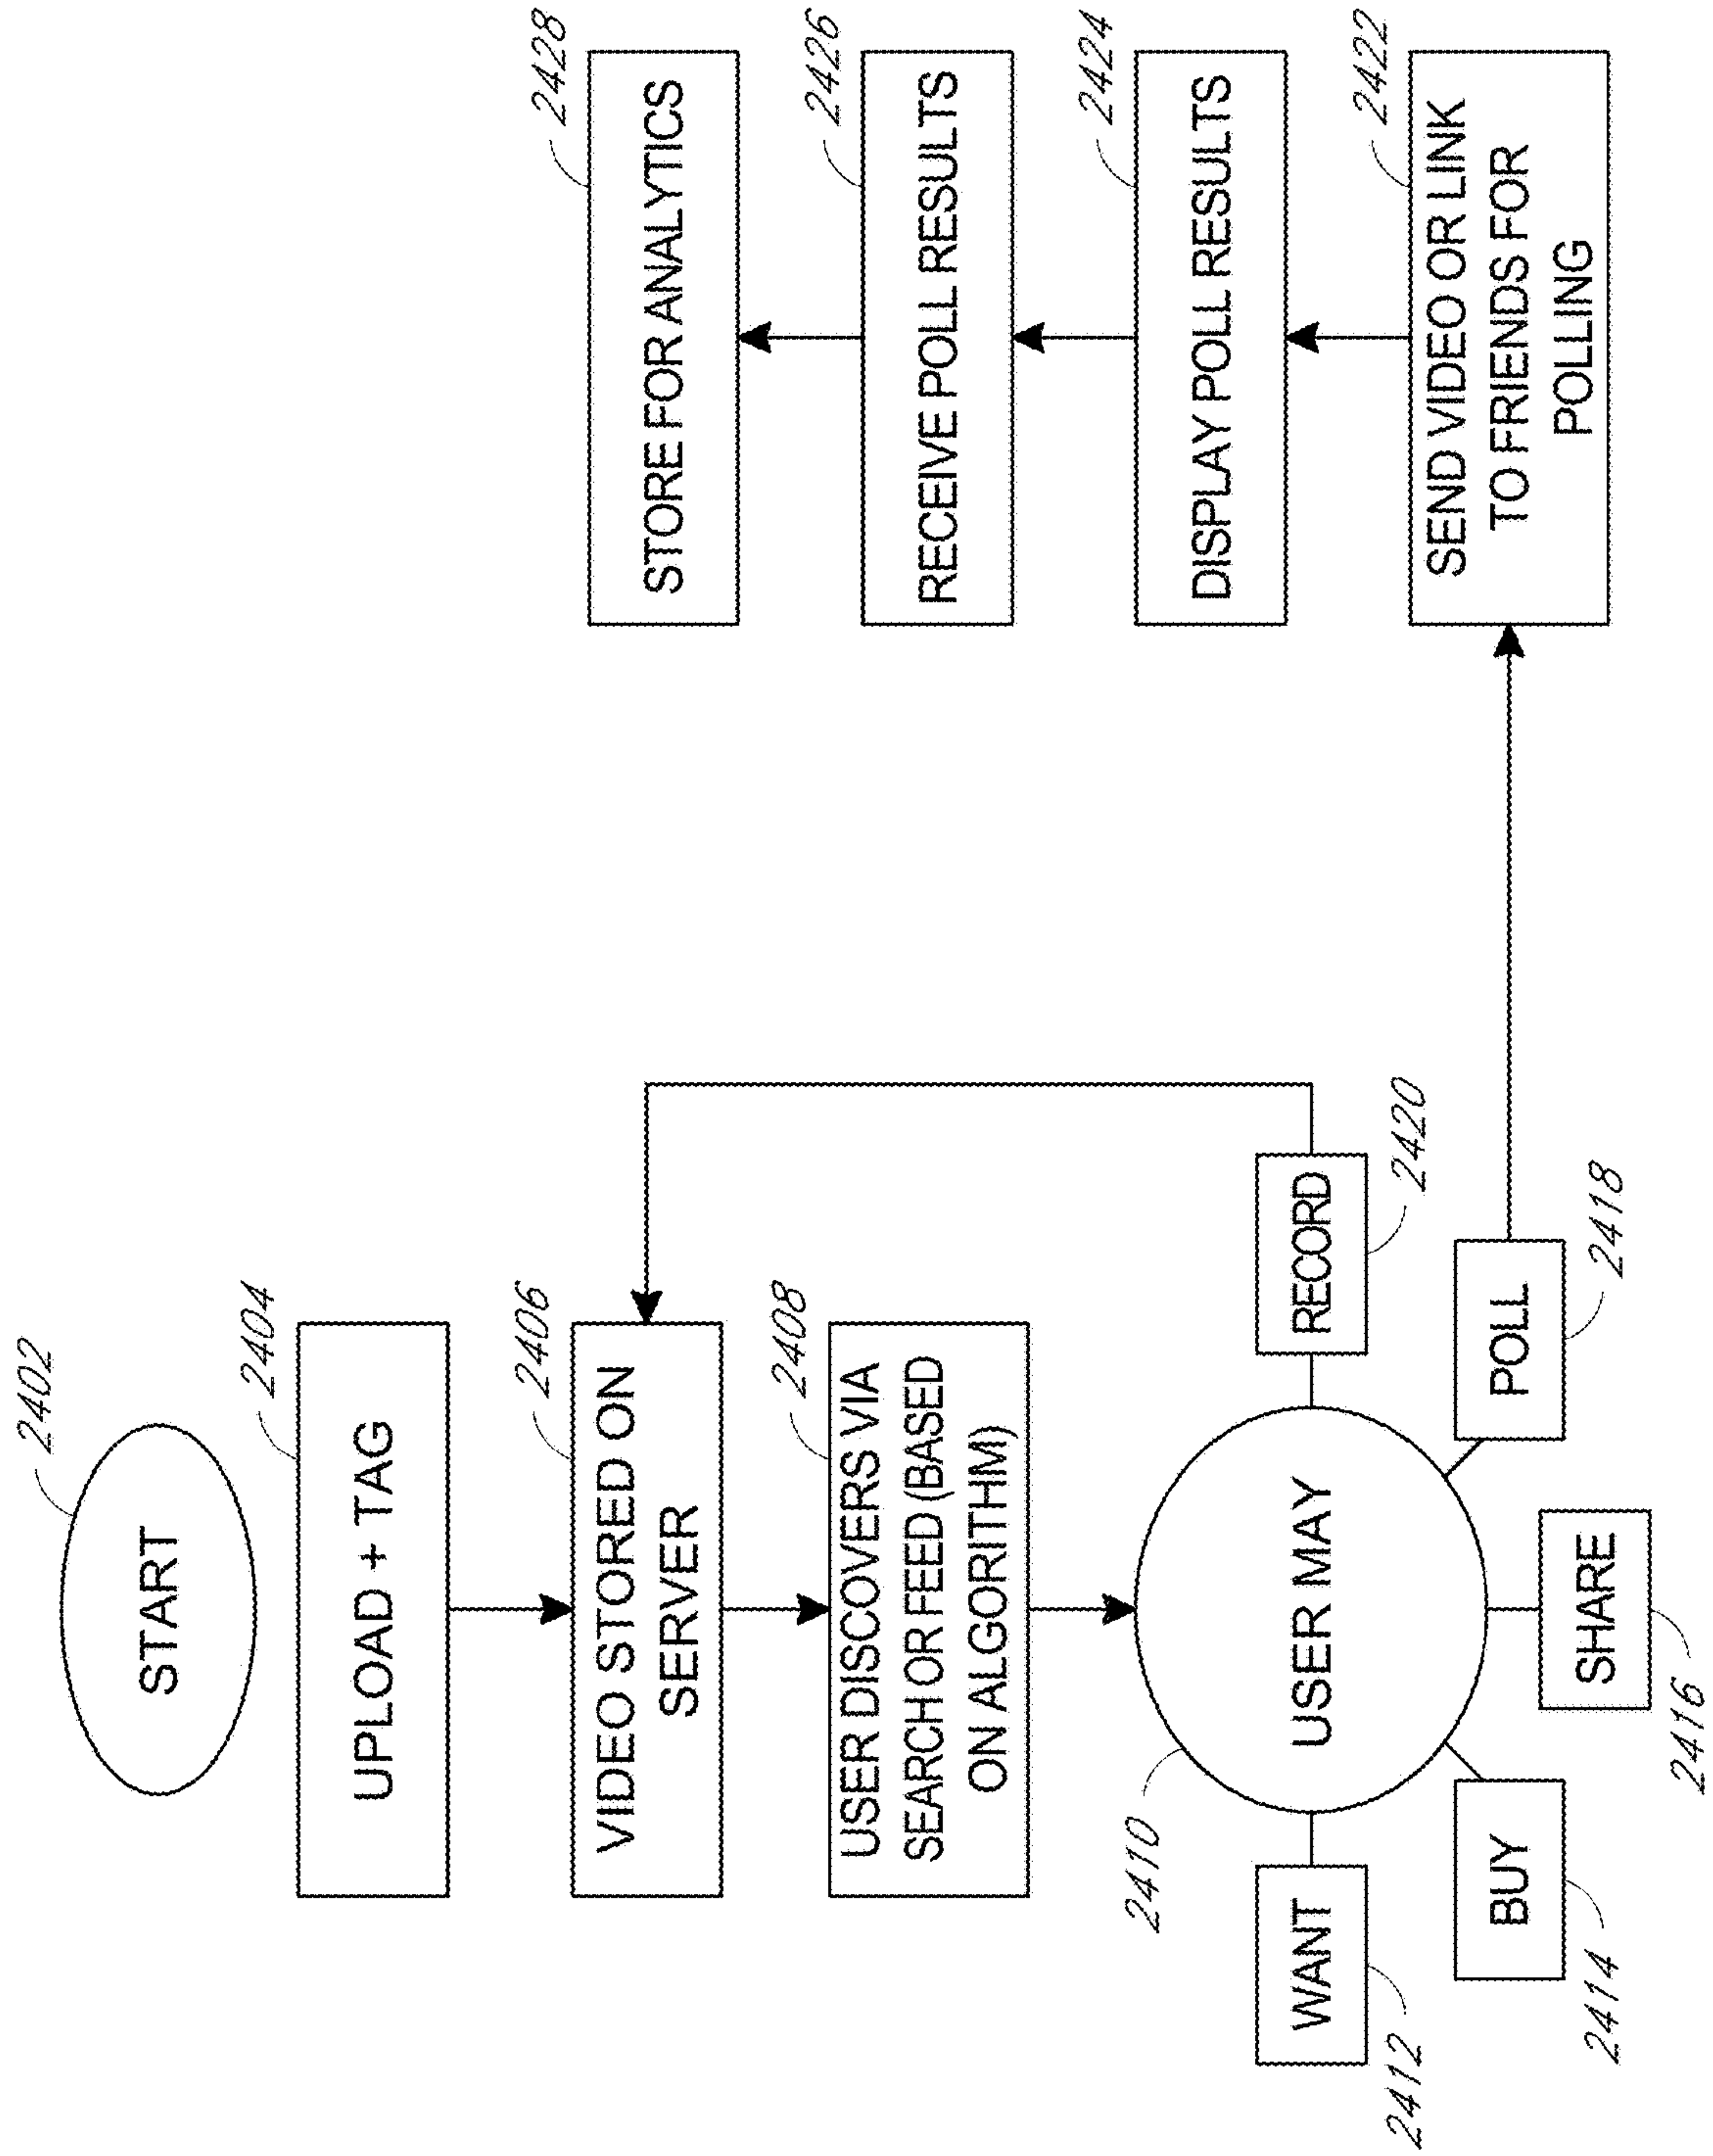 2402
START
2404
UPLOAD + TAG
2406
VIDEO STORED ON
SERVER
2408
USER DISCOVERS VIA
SEARCH OR FEED (BASED
ON ALGORITHM)
2410
USER MAY
WANT
2412
BUY
2414
SHARE
2416
POLL
2418
RECORD
2420
SEND VIDEO OR LINK
TO FRIENDS FOR
POLLING
2422
DISPLAY POLL RESULTS
2424
RECEIVE POLL RESULTS
2426
STORE FOR ANALYTICS
2428